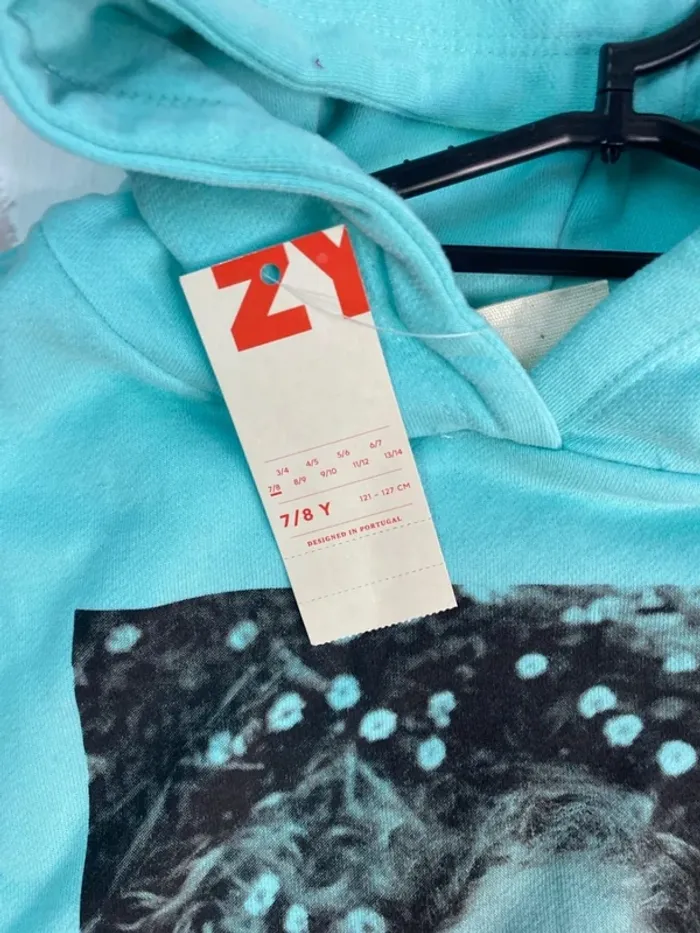 ZY
3/4 4/5 5/6 6/7
7/8 8/9 9/10 11/12 13/14
7/8 Y 121 - 127 CM
DESIGNED IN PORTUGAL